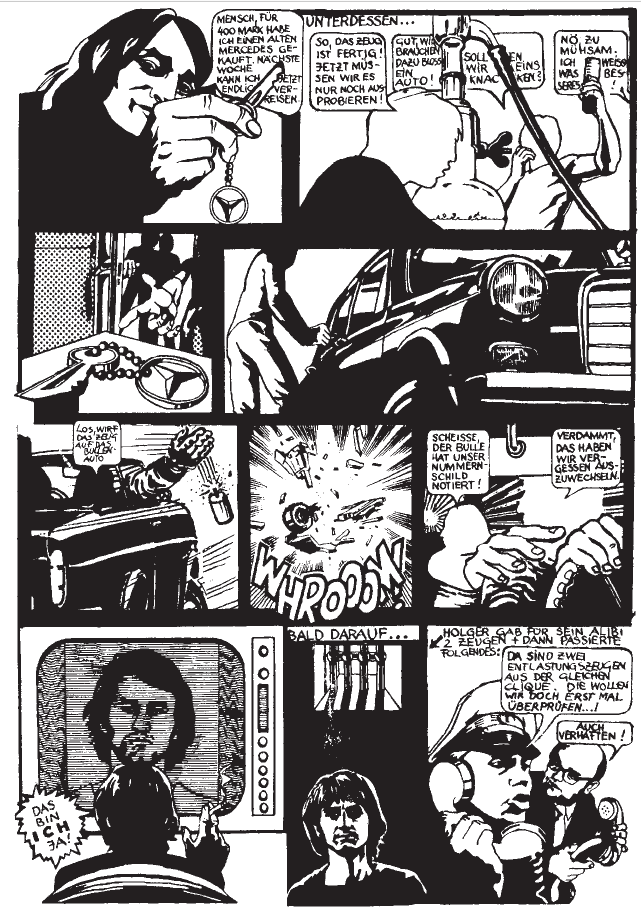 MENSCH, FÜR
400 MARK HABE
ICH EINEN ALTEN
MERCEDES GE-
KAUFT. NÄCHSTE
WOCHE
KANN ICH JETZT
ENDLICH VER-
REISEN
UNTERDESSEN...
SO, DAS ZEUG
IST FERTIG!
JETZT MÜS-
SEN WIR ES
NUR NOCH AUS-
PROBIEREN!
GUT, WIR
BRAUCHEN
DAZU BLOSS
EIN
AUTO!
SOLLEN
WIR EINS
KNACKEN?
NÖ, ZU
MÜHSAM.
ICH WEISS
WAS BES-
SERES!
LOS, WIRF
DAS ZEUG
AUF DAS
BULLEN
AUTO
WHROOOM!
SCHEISSE,
DER BULLE
HAT UNSER
NUMMERN-
SCHILD
NOTIERT!
VERDAMMT,
DAS HABEN
WIR VER-
GESSEN AUS-
ZUWECHSELN.
DAS
BIN
ICH
JA!
BALD DARAUF...
HOLGER GAB FÜR SEIN ALIBI
2 ZEUGEN + DANN PASSIERTE
FOLGENDES:
DA SIND ZWEI
ENTLASTUNGSZEUGEN
AUS DER GLEICHEN
CLIQUE. DIE WOLLEN
WIR DOCH ERST MAL
ÜBERPRÜFEN...!
AUCH
VERHAFTEN!